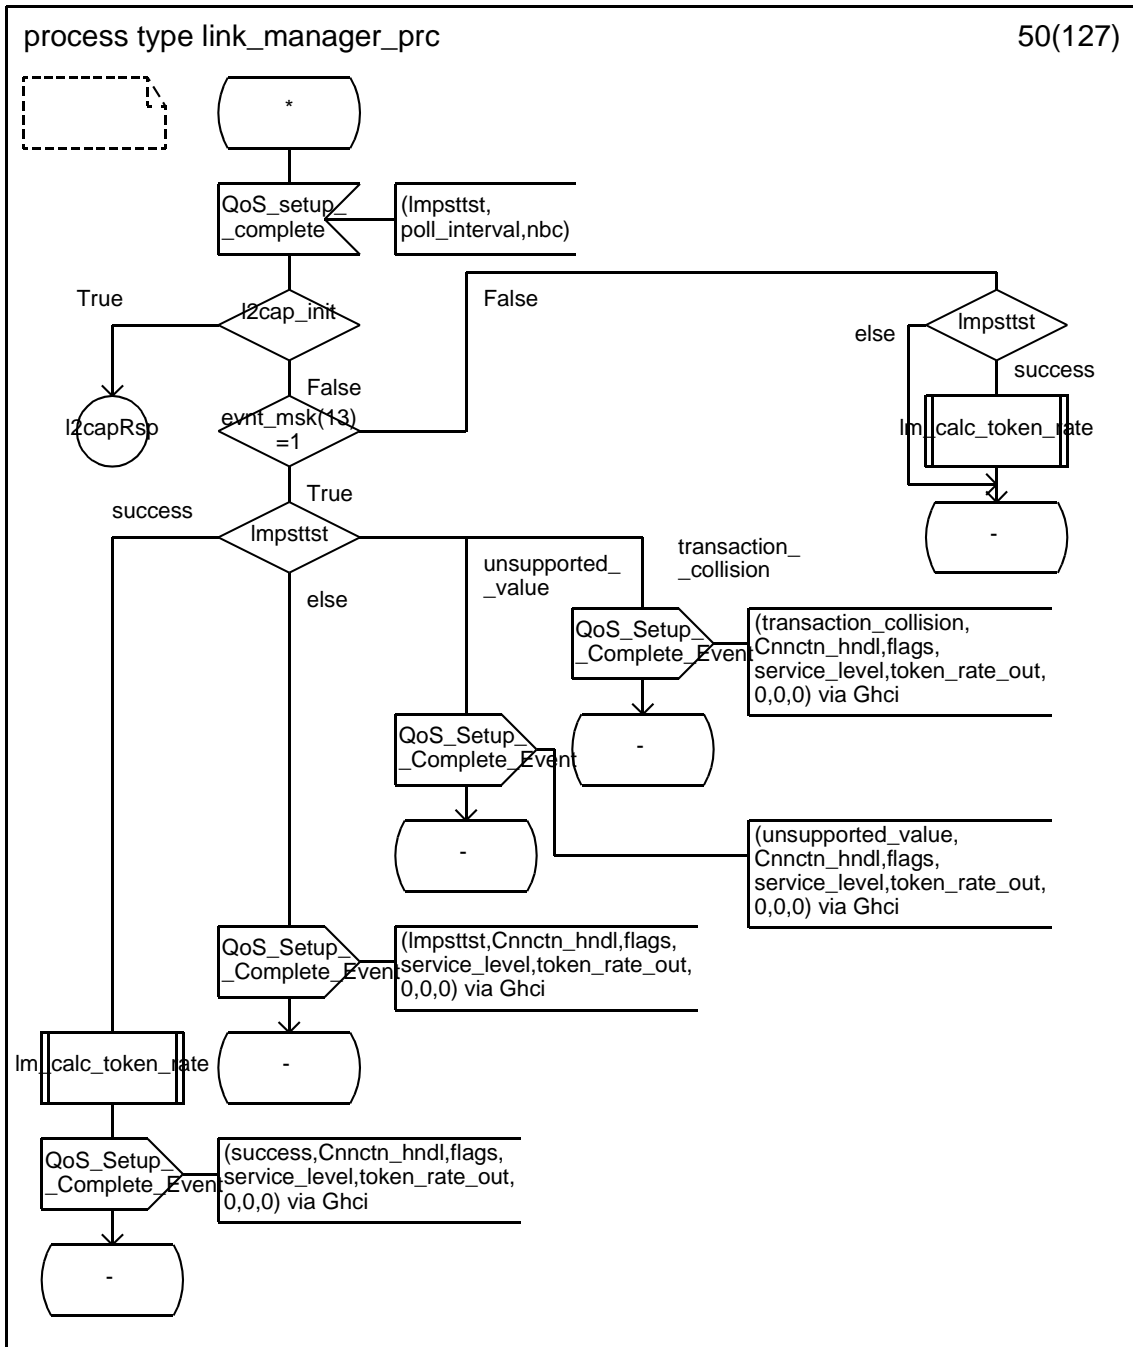 process type link_manager_prc
50(127)
*
QoS_setup_
_complete
(lmpsttst,
poll_interval,nbc)
True
l2cap_init
False
lmpsttst
else
success
False
l2capRsp
evnt_msk(13)
=1
lm_calc_token_rate
True
success
lmpsttst
-
transaction_
_collision
unsupported_
_value
else
QoS_Setup_
_Complete_Event
(transaction_collision,
Cnnctn_hndl,flags,
service_level,token_rate_out,
0,0,0) via Ghci
QoS_Setup_
_Complete_Event
-
(unsupported_value,
Cnnctn_hndl,flags,
service_level,token_rate_out,
0,0,0) via Ghci
-
QoS_Setup_
_Complete_Event
(lmpsttst,Cnnctn_hndl,flags,
service_level,token_rate_out,
0,0,0) via Ghci
lm_calc_token_rate
-
QoS_Setup_
_Complete_Event
(success,Cnnctn_hndl,flags,
service_level,token_rate_out,
0,0,0) via Ghci
-